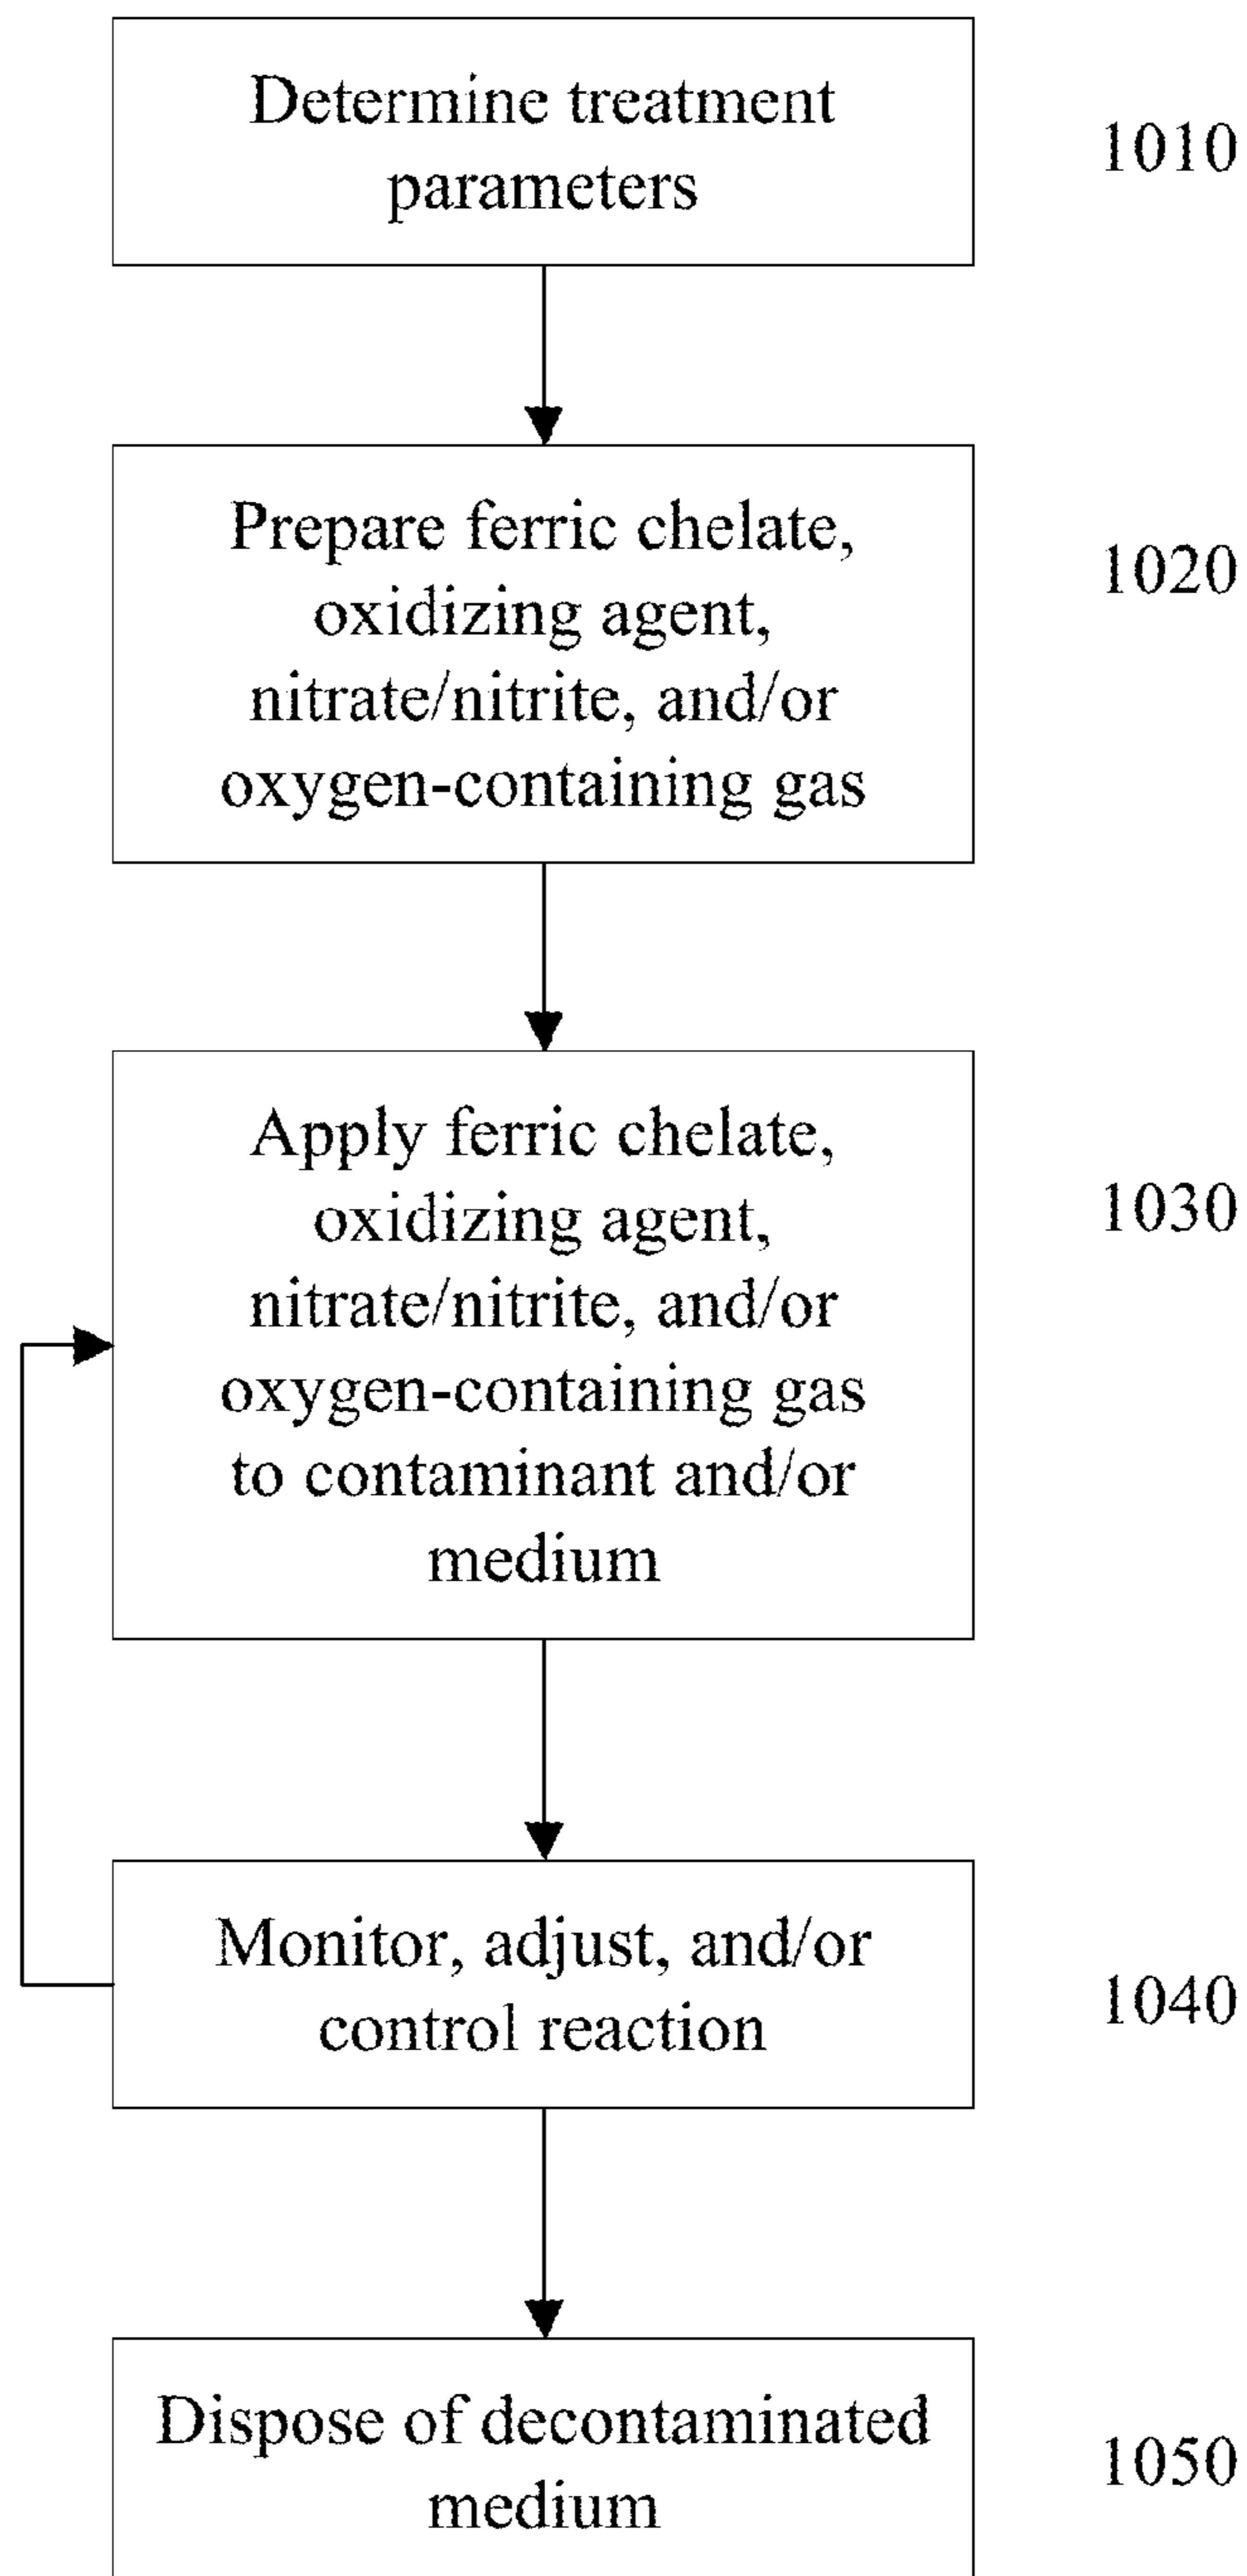 Determine treatment
parameters
1010
Prepare ferric chelate,
oxidizing agent,
nitrate/nitrite, and/or
oxygen-containing gas
1020
Apply ferric chelate,
oxidizing agent,
nitrate/nitrite, and/or
oxygen-containing gas
to contaminant and/or
medium
1030
Monitor, adjust, and/or
control reaction
1040
Dispose of decontaminated
medium
1050